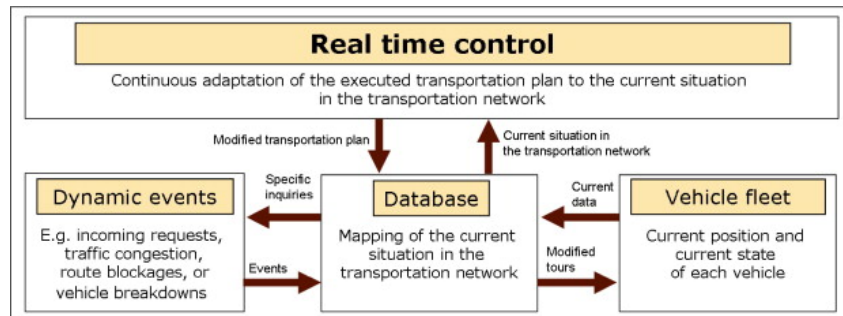 Real time control
Continuous adaptation of the executed transportation plan to the current situation
in the transportation network
Modified transportation plan
Current situation in
the transportation network
Dynamic events
E.g. incoming requests,
traffic congestion,
route blockages, or
vehicle breakdowns
Specific
inquiries
Events
Database
Mapping of the current
situation in the
transportation network
Current
data
Modified
tours
Vehicle fleet
Current position and
current state
of each vehicle